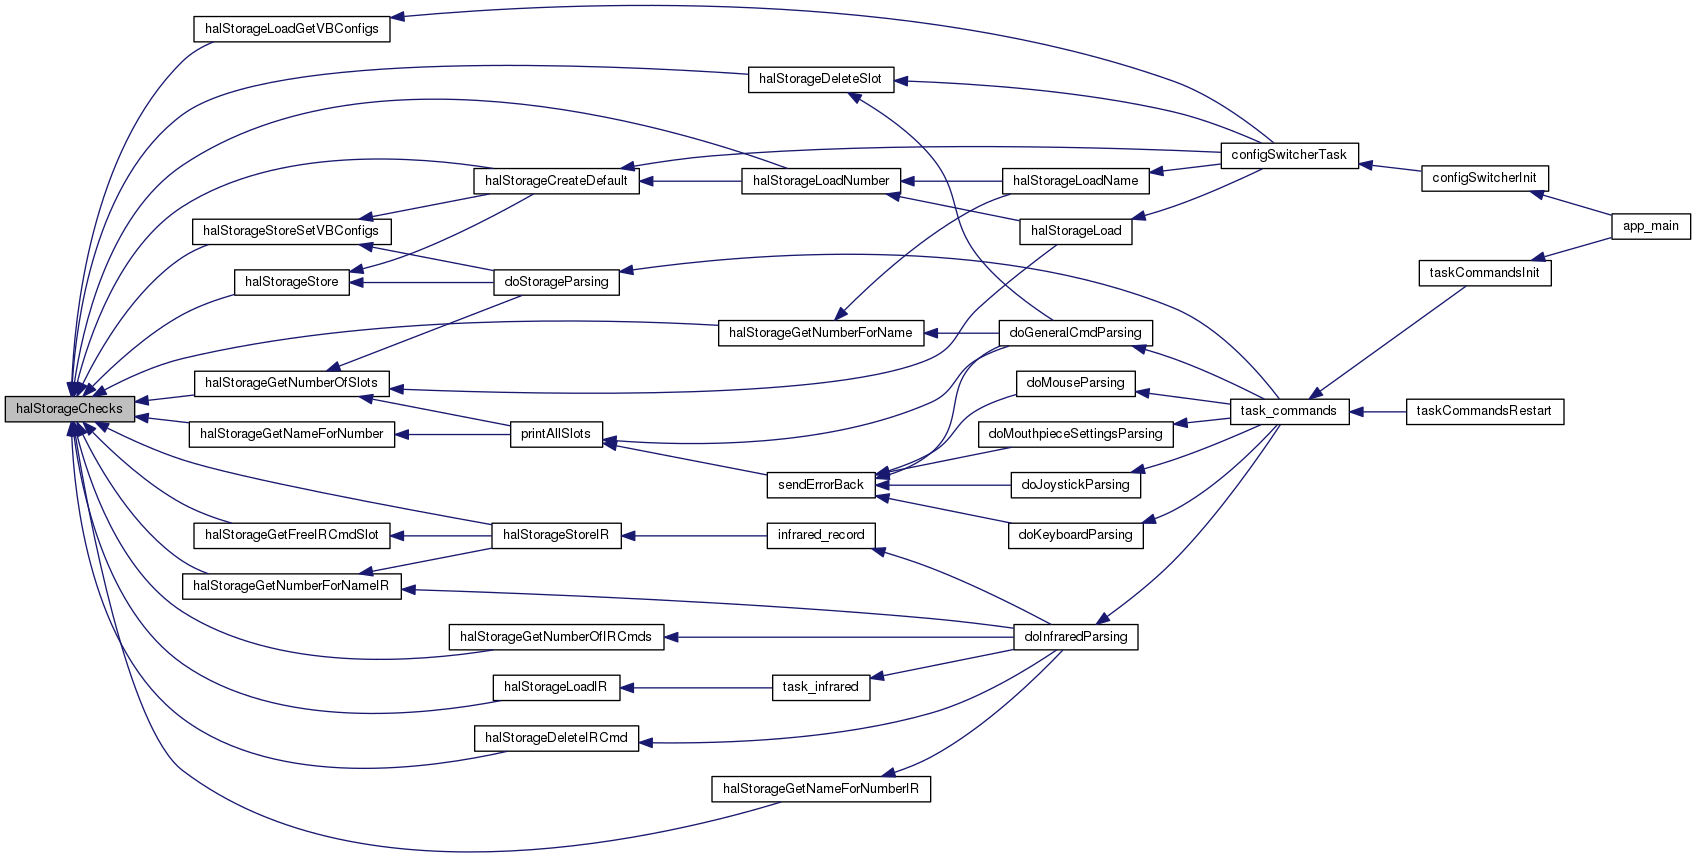 halStorageLoadGetVBConfigs
halStorageDeleteSlot
configSwitcherTask
halStorageCreateDefault
halStorageLoadNumber
halStorageLoadName
configSwitcherInit
halStorageStoreSetVBConfigs
halStorageLoad
app_main
halStorageStore
doStorageParsing
taskCommandsInit
halStorageGetNumberForName
doGeneralCmdParsing
halStorageGetNumberOfSlots
doMouseParsing
halStorageChecks
task_commands
taskCommandsRestart
halStorageGetNameForNumber
printAllSlots
doMouthpieceSettingsParsing
sendErrorBack
doJoystickParsing
halStorageGetFreeIRCmdSlot
halStorageStoreIR
infrared_record
doKeyboardParsing
halStorageGetNumberForNameIR
halStorageGetNumberOfIRCmds
doInfraredParsing
halStorageLoadIR
task_infrared
halStorageDeleteIRCmd
halStorageGetNameForNumberIR